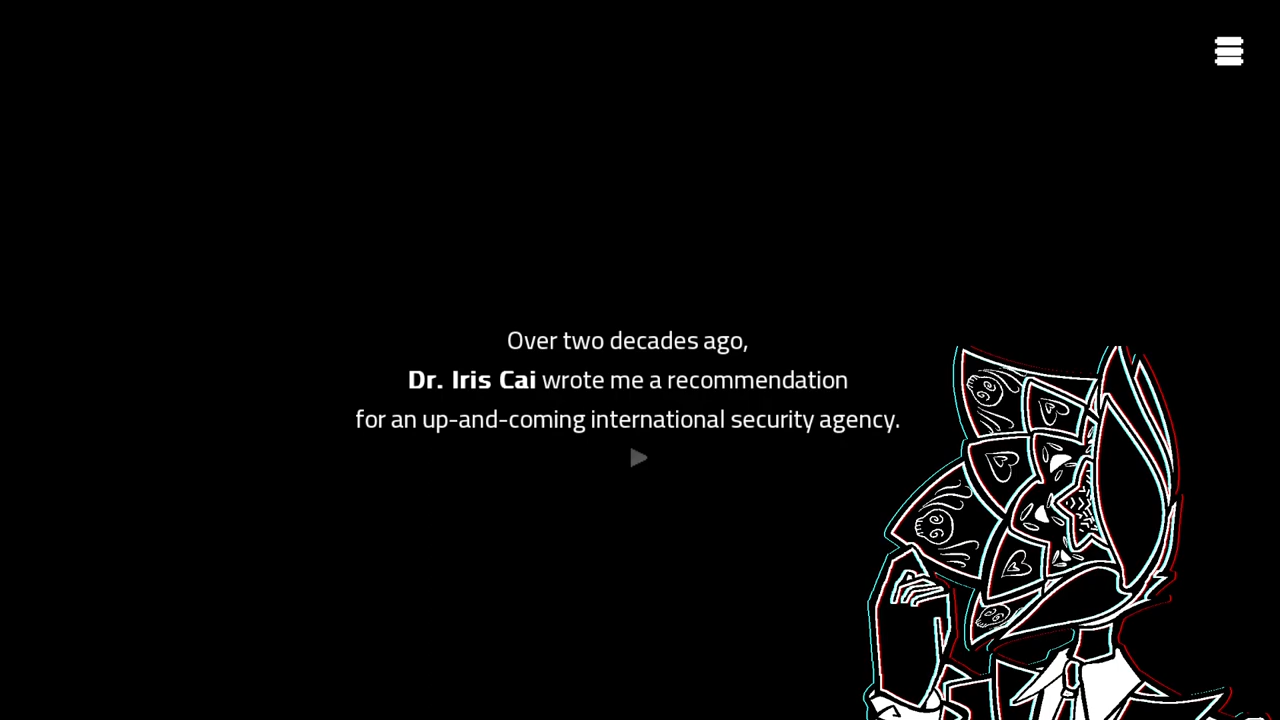 Over two decades ago,
Dr. Iris Cai wrote me a recommendation
for an up-and-coming international security agency.